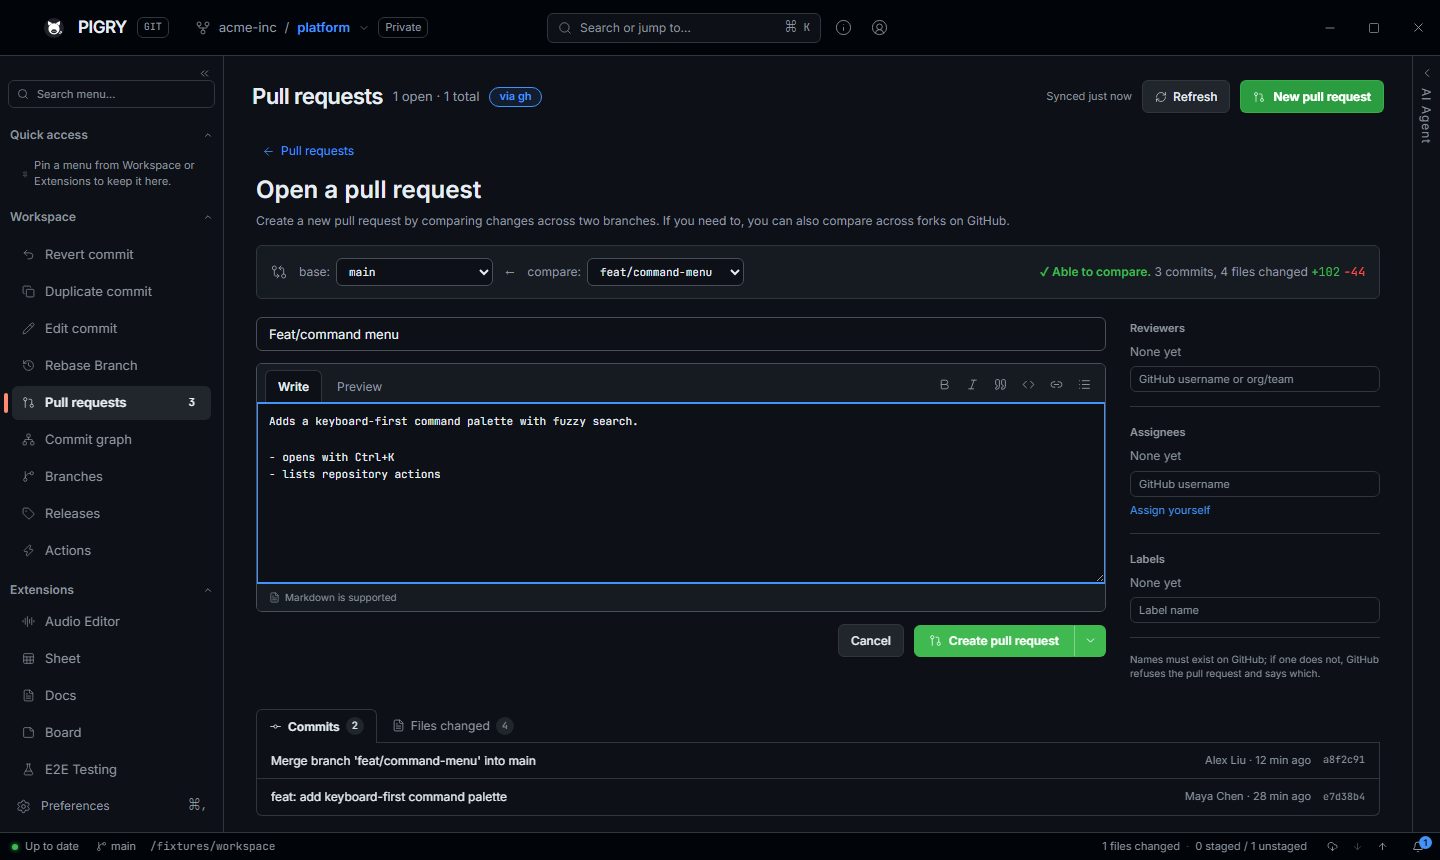 PIGRY GIT acme-inc / platform Private Search or jump to... ⌘ K
Search menu...
Quick access
Pin a menu from Workspace or
Extensions to keep it here.
Workspace
Revert commit
Duplicate commit
Edit commit
Rebase Branch
Pull requests 3
Commit graph
Branches
Releases
Actions
Extensions
Audio Editor
Sheet
Docs
Board
E2E Testing
Preferences ⌘,
Pull requests 1 open · 1 total via gh Synced just now Refresh New pull request
← Pull requests
Open a pull request
Create a new pull request by comparing changes across two branches. If you need to, you can also compare across forks on GitHub.
base: main ← compare: feat/command-menu ✓ Able to compare. 3 commits, 4 files changed +102 -44
Feat/command menu
Write Preview
Adds a keyboard-first command palette with fuzzy search.
- opens with Ctrl+K
- lists repository actions
Markdown is supported
Cancel Create pull request
Reviewers
None yet
GitHub username or org/team
Assignees
None yet
GitHub username
Assign yourself
Labels
None yet
Label name
Names must exist on GitHub; if one does not, GitHub
refuses the pull request and says which.
Commits 2 Files changed 4
Merge branch 'feat/command-menu' into main Alex Liu · 12 min ago a8f2c91
feat: add keyboard-first command palette Maya Chen · 28 min ago e7d38b4
AI Agent
Up to date main /fixtures/workspace 1 files changed · 0 staged / 1 unstaged 1